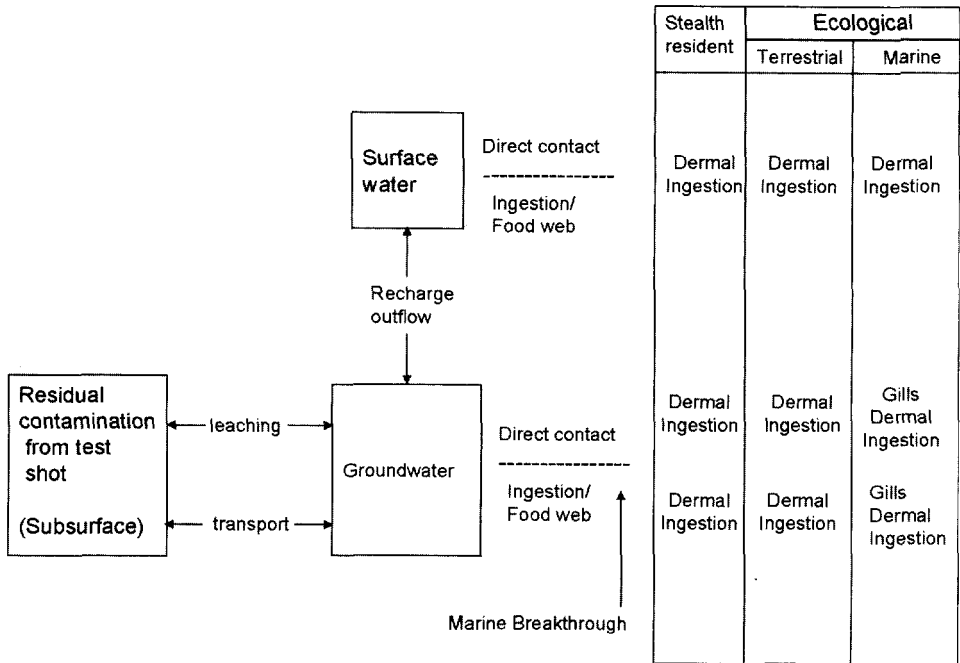 Stealth
resident
Ecological
Terrestrial
Marine
Surface
water
Direct contact
Ingestion/
Food web
Dermal
Ingestion
Dermal
Ingestion
Dermal
Ingestion
Recharge
outflow
Residual
contamination
from test
shot
(Subsurface)
leaching
transport
Groundwater
Direct contact
Ingestion/
Food web
Dermal
Ingestion
Dermal
Ingestion
Gills
Dermal
Ingestion
Dermal
Ingestion
Dermal
Ingestion
Gills
Dermal
Ingestion
Marine Breakthrough